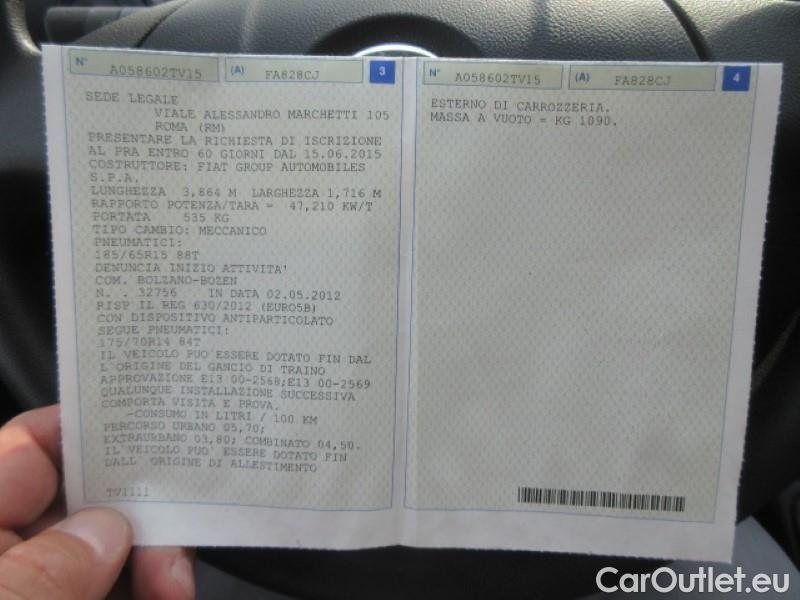 N° A058602TV15 (A) FA828CJ 3
SEDE LEGALE
VIALE ALESSANDRO MARCHETTI 105
ROMA (RM)
PRESENTARE LA RICHIESTA DI ISCRIZIONE
AL PRA ENTRO 60 GIORNI DAL 15.06.2015
COSTRUTTORE: FIAT GROUP AUTOMOBILES
S.P.A.
LUNGHEZZA 3,864 M LARGHEZZA 1,716 M
RAPPORTO POTENZA/TARA = 47,210 KW/T
PORTATA 535 KG
TIPO CAMBIO: MECCANICO
PNEUMATICI:
185/65R15 88T
DENUNCIA INIZIO ATTIVITA'
COM. BOLZANO-BOZEN
N. . 32756 IN DATA 02.05.2012
RISP IL REG 630/2012 (EURO5B)
CON DISPOSITIVO ANTIPARTICOLATO
SEGUE PNEUMATICI:
175/70R14 84T
IL VEICOLO PUO`ESSERE DOTATO FIN DAL
L`ORIGINE DEL GANCIO DI TRAINO
APPROVAZIONE E13 00-2568;E13 00-2569
QUALUNQUE INSTALLAZIONE SUCCESSIVA
COMPORTA VISITA E PROVA.
-CONSUMO IN LITRI / 100 KM
PERCORSO URBANO 05,70;
EXTRAURBANO 03,80; COMBINATO 04,50-
IL VEICOLO PUO` ESSERE DOTATO FIN
DALL` ORIGINE DI ALLESTIMENTO
TV1111
N° A058602TV15 (A) FA828CJ 4
ESTERNO DI CARROZZERIA.
MASSA A VUOTO = KG 1090.
CarOutlet.eu